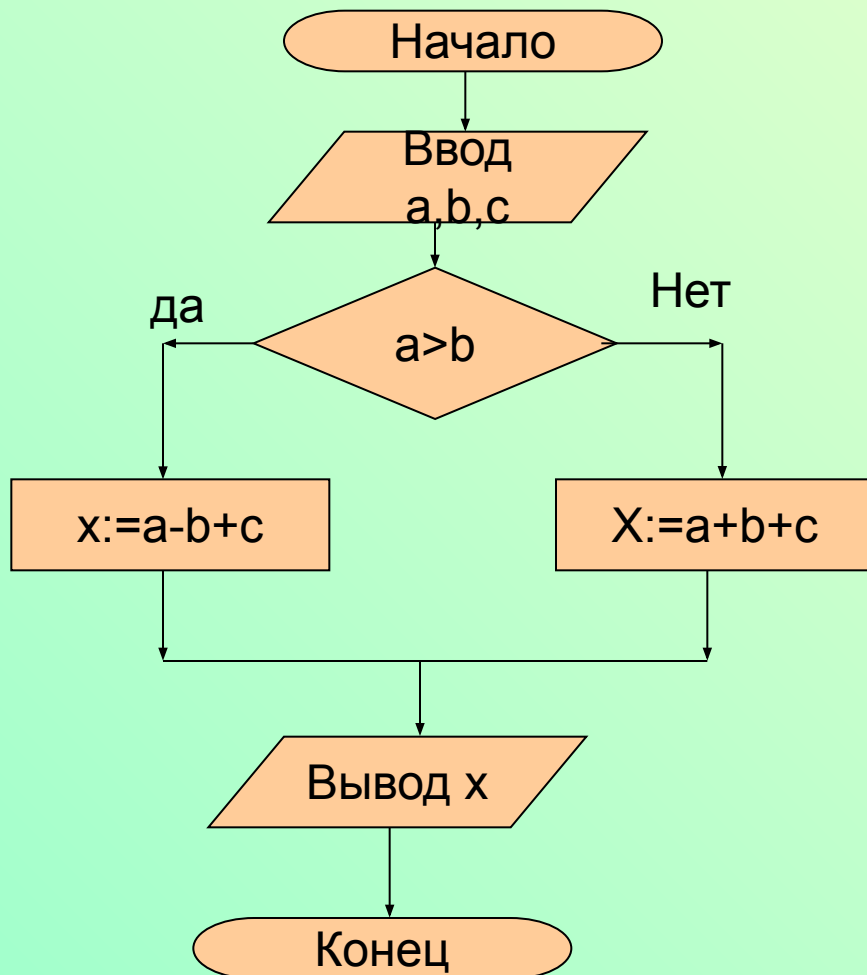 Начало
Ввод
a,b,c
да
Нет
a>b
x:=a-b+c
X:=a+b+c
Вывод x
Конец